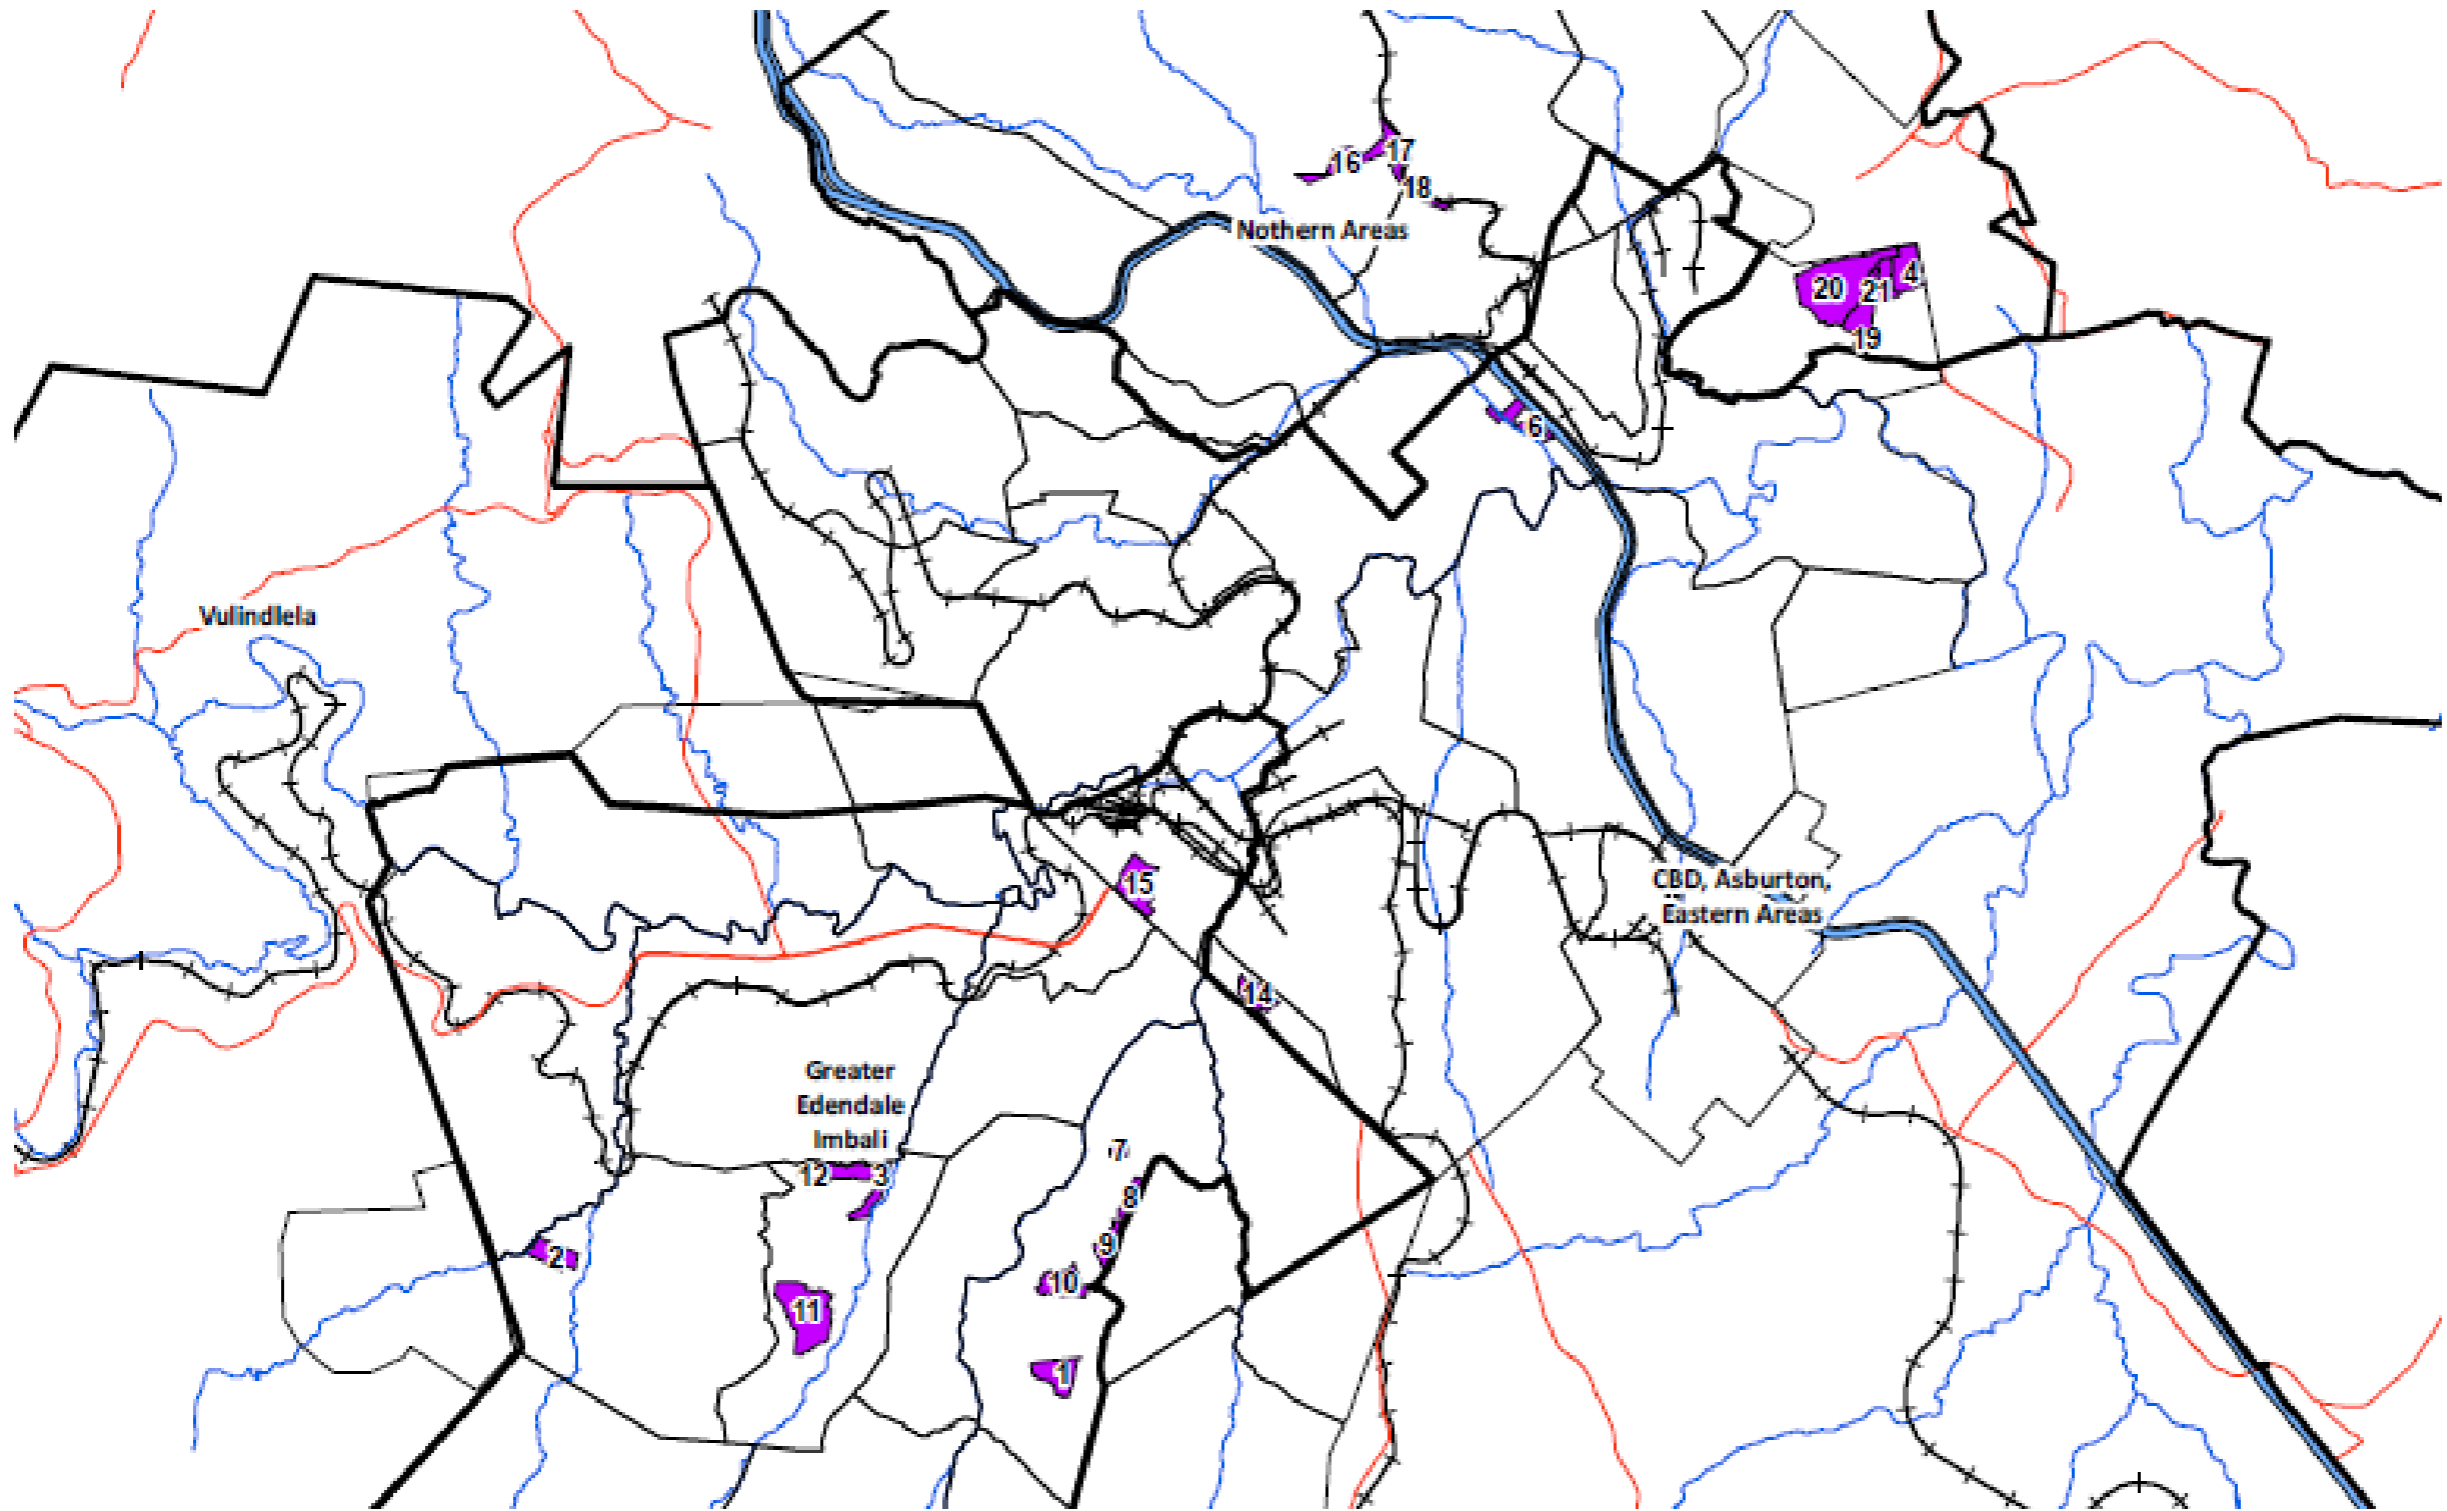 17
16
18
Nothern Areas
4
20
21
19
6
Vulindlela
15
CBD, Asburton,
Eastern Areas
14
Greater
Edendale
Imbali
7
12
3
8
9
2
10
11
1